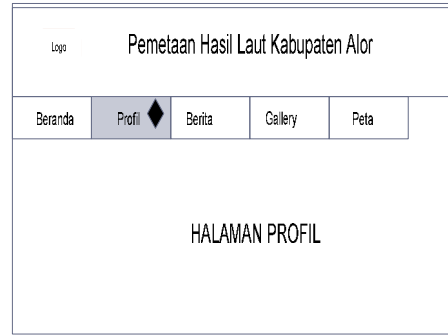 Logo
Pemetaan Hasil Laut Kabupaten Alor
Beranda Profil Berita Gallery Peta
HALAMAN PROFIL